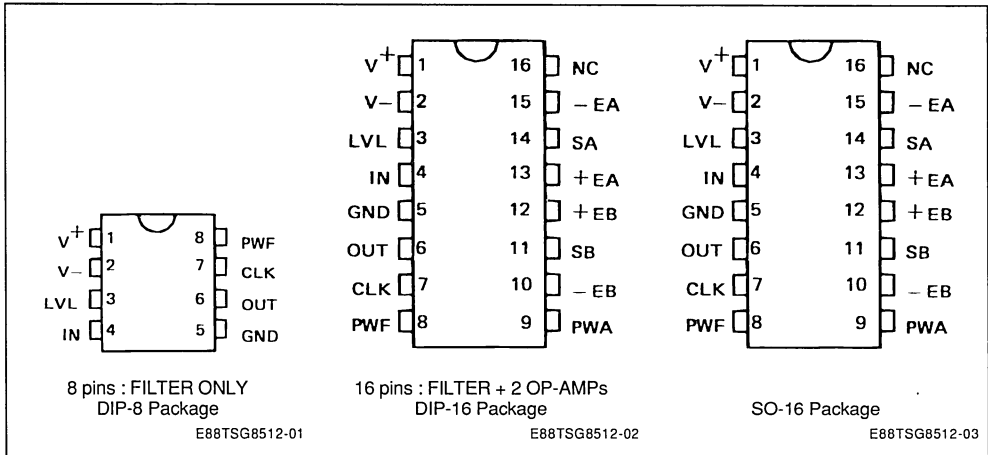 V+ 1 8 PWF
V− 2 7 CLK
LVL 3 6 OUT
IN 4 5 GND
8 pins : FILTER ONLY
DIP-8 Package
E88TSG8512-01
V+ 1 16 NC
V− 2 15 −EA
LVL 3 14 SA
IN 4 13 +EA
GND 5 12 +EB
OUT 6 11 SB
CLK 7 10 −EB
PWF 8 9 PWA
16 pins : FILTER + 2 OP-AMPs
DIP-16 Package
E88TSG8512-02
V+ 1 16 NC
V− 2 15 −EA
LVL 3 14 SA
IN 4 13 +EA
GND 5 12 +EB
OUT 6 11 SB
CLK 7 10 −EB
PWF 8 9 PWA
SO-16 Package
E88TSG8512-03